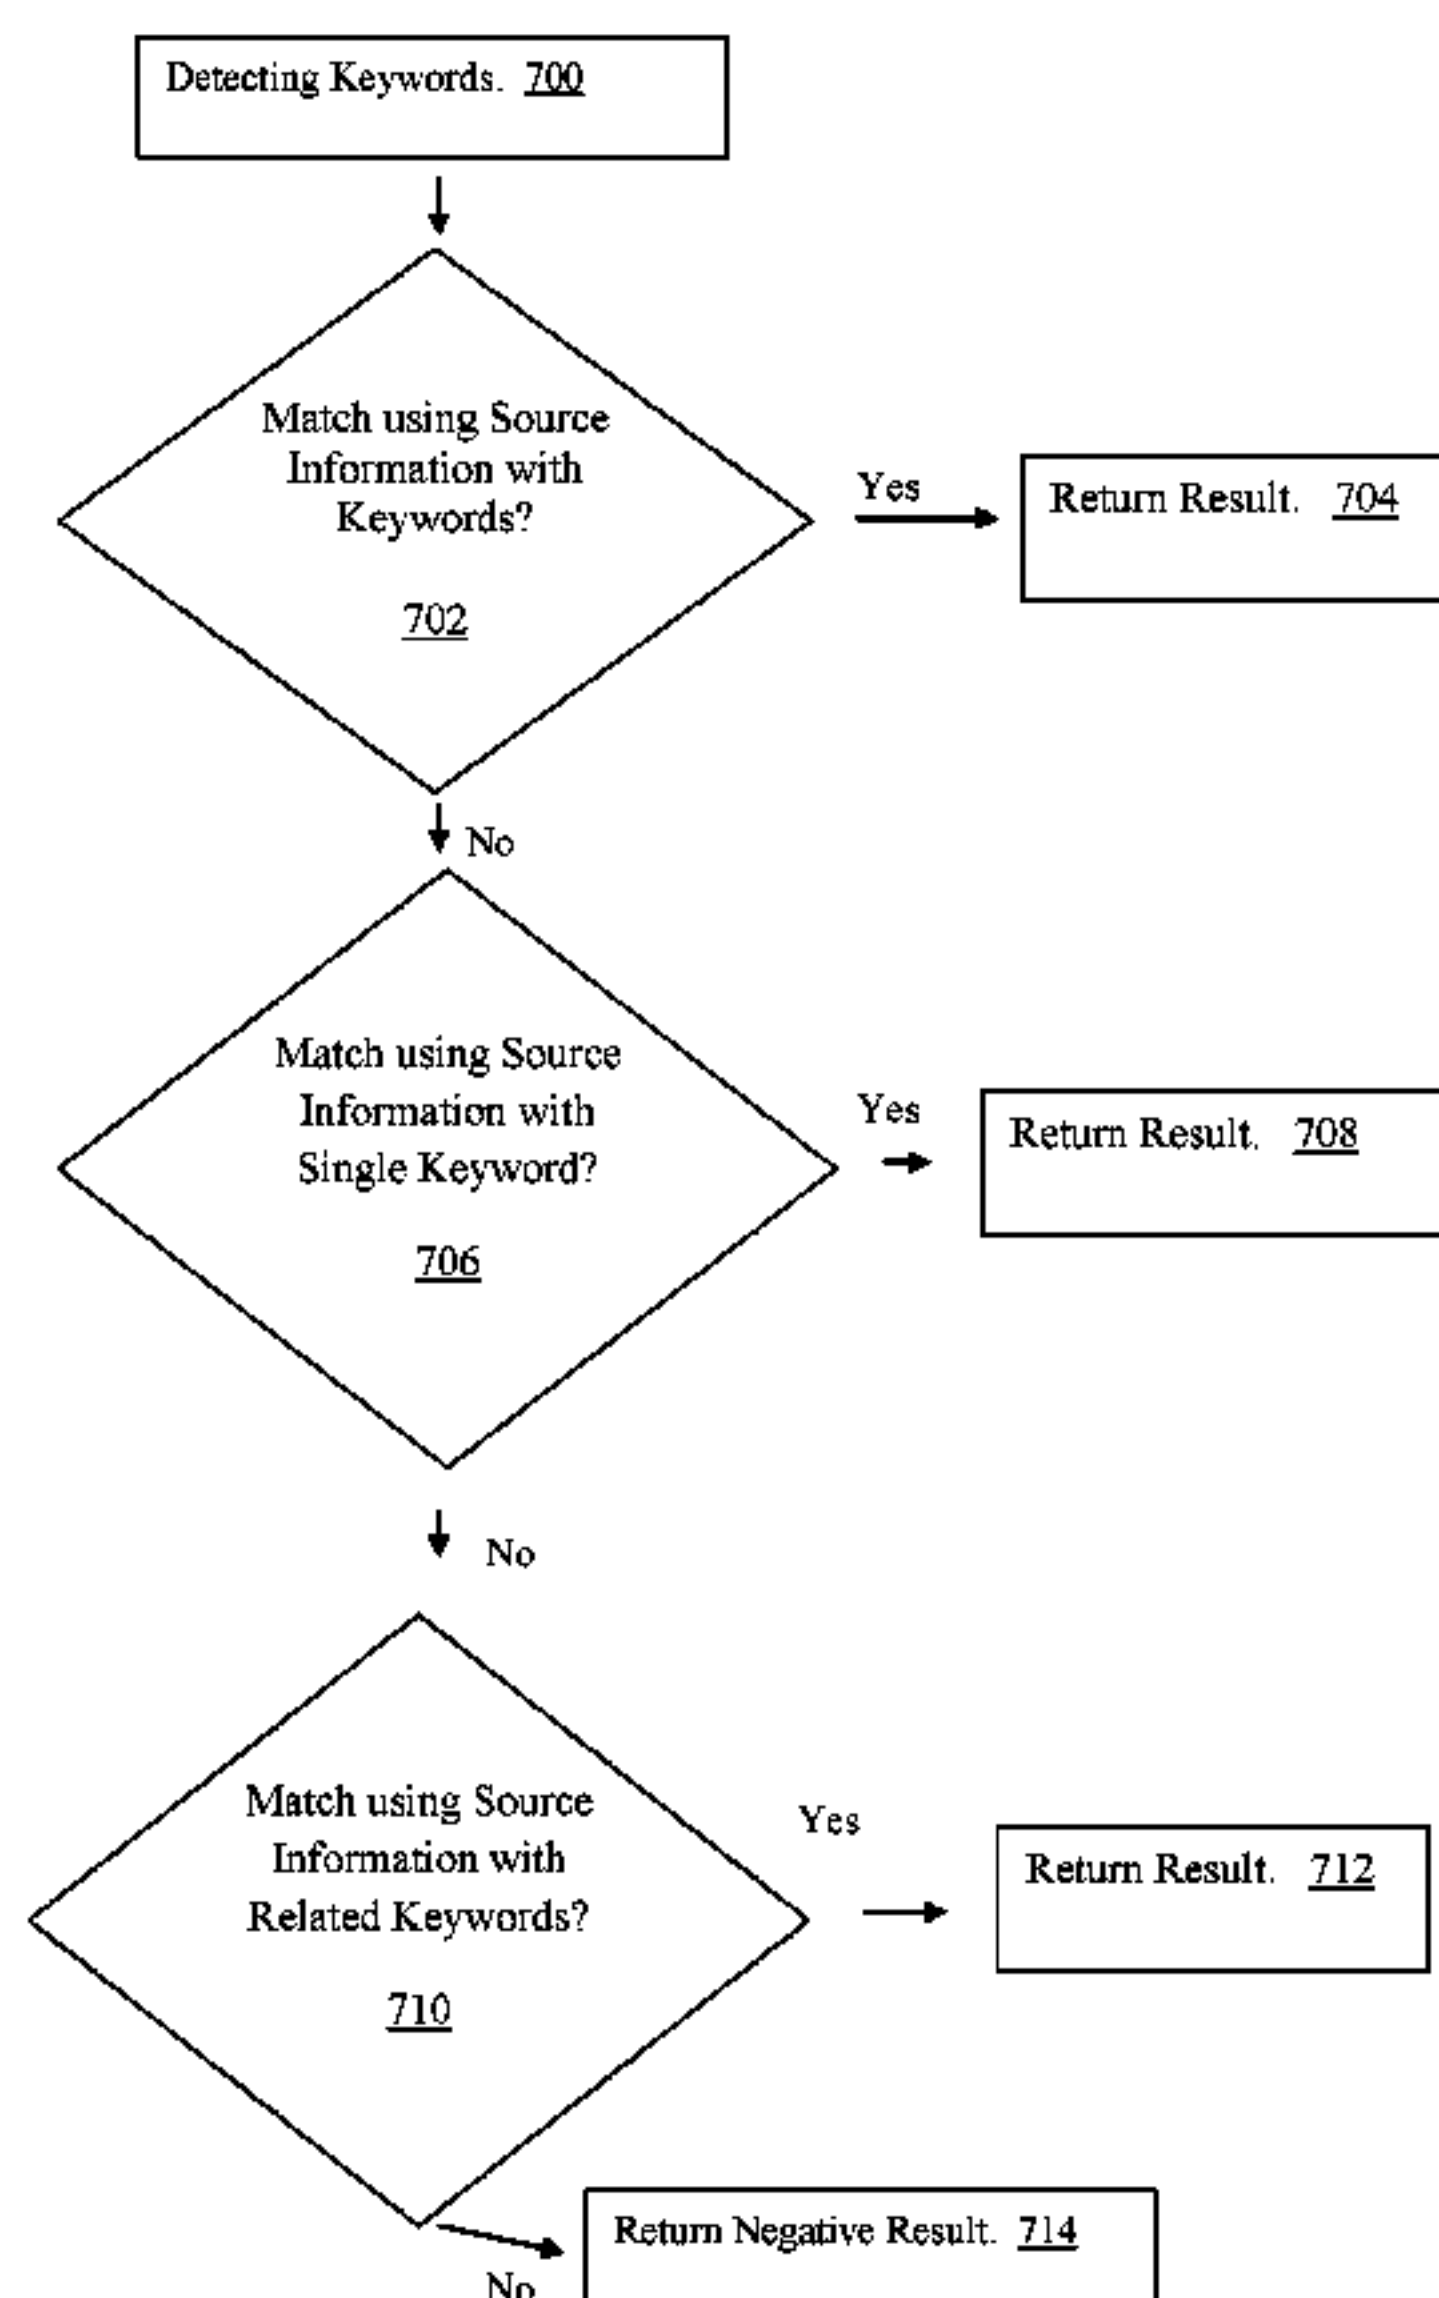 Detecting Keywords. 700
Match using Source
Information with
Keywords?
702
Yes
Return Result. 704
No
Match using Source
Information with
Single Keyword?
706
Yes
Return Result. 708
No
Match using Source
Information with
Related Keywords?
710
Yes
Return Result. 712
Return Negative Result. 714
No